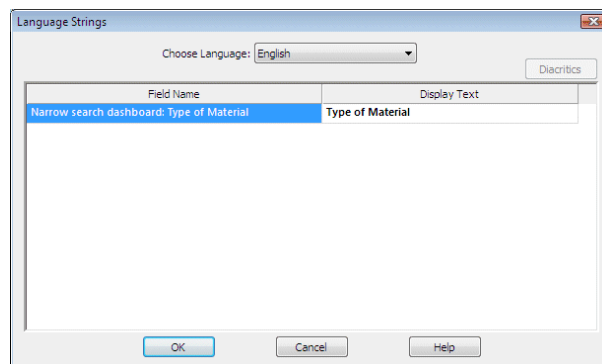 Language Strings
Choose Language: English
Diacritics
Field Name Display Text
Narrow search dashboard: Type of Material Type of Material
OK Cancel Help